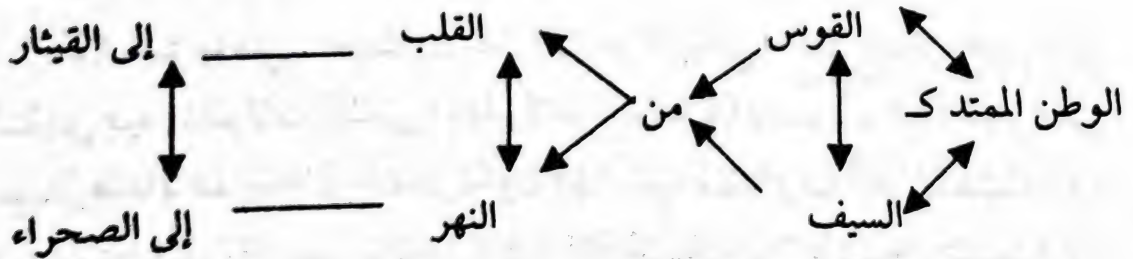 القوس القلب إلى القيثار
الوطن الممتد كـ من
السيف النهر إلى الصحراء